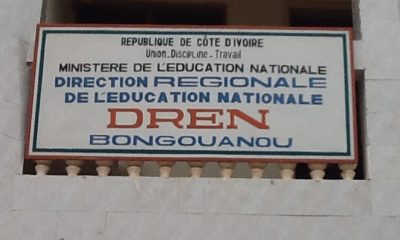 REPUBLIQUE DE CÔTE D'IVOIRE
Union-Discipline-Travail
MINISTERE DE L'EDUCATION NATIONALE
DIRECTION REGIONALE
DE L'EDUCATION NATIONALE
DREN
BONGOUANOU